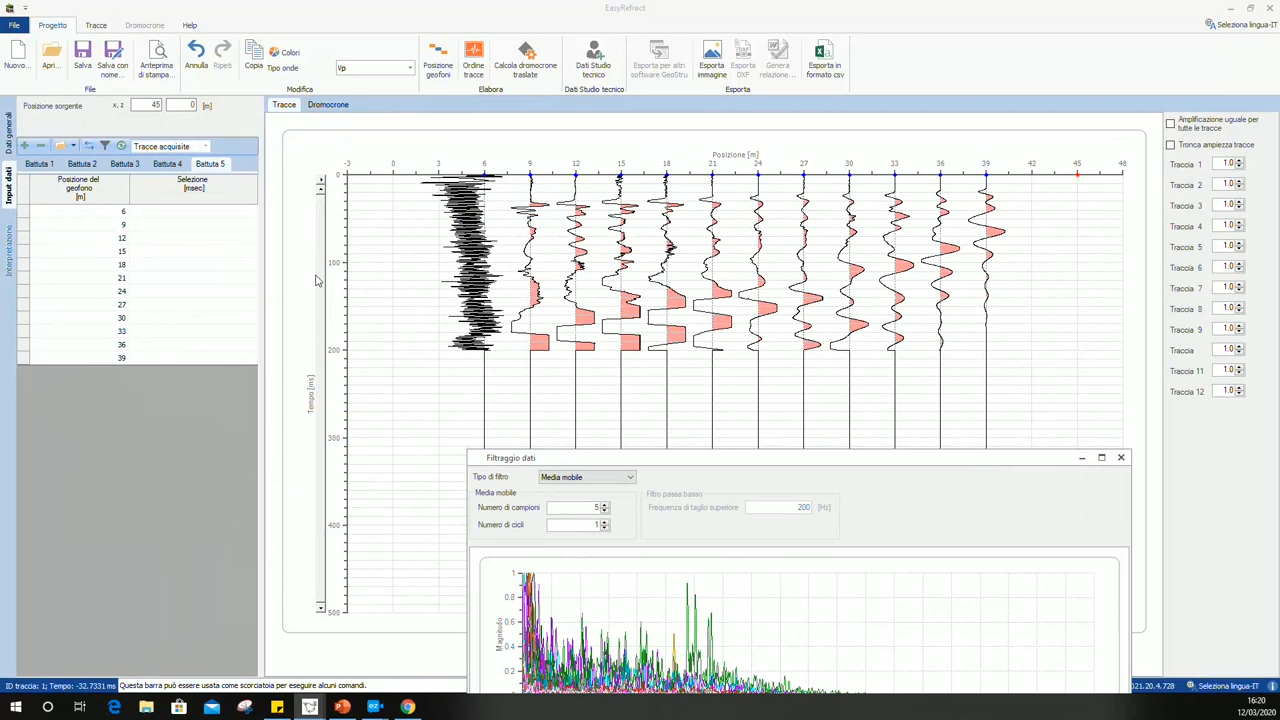 EasyRefract
File
Progetto
Tracce
Dromocrone
Help
Seleziona lingua-IT
Nuovo...
Apri...
Salva
Salva con nome...
Anteprima di stampa...
Annulla
Ripeti
Copia
Colori
Tipo onde
Vp
Posizione geofoni
Ordine tracce
Calcola dromocrone traslate
Dati Studio tecnico
Esporta per altri software GeoStru
Esporta immagine
Esporta DXF
Genera relazione...
Esporta in formato csv
File
Modifica
Elabora
Dati Studio tecnico
Esporta
Dati generali
Input dati
Interpretazione
Posizione sorgente
x, z
45
0
[m]
Tracce acquisite
Battuta 1
Battuta 2
Battuta 3
Battuta 4
Battuta 5
Posizione del geofono [m]
Selezione [msec]
6
9
12
15
18
21
24
27
30
33
36
39
Tracce
Dromocrone
Posizione [m]
-3 0 3 6 9 12 15 18 21 24 27 30 33 36 39 42 45 48
0
100
200
300
400
500
Tempo [ms]
Amplificazione uguale per tutte le tracce
Tronca ampiezza tracce
Traccia 1 1.0
Traccia 2 1.0
Traccia 3 1.0
Traccia 4 1.0
Traccia 5 1.0
Traccia 6 1.0
Traccia 7 1.0
Traccia 8 1.0
Traccia 9 1.0
Traccia 1.0
Traccia 11 1.0
Traccia 12 1.0
Filtraggio dati
Tipo di filtro
Media mobile
Media mobile
Numero di campioni
5
Numero di cicli
1
Filtro passa basso
Frequenza di taglio superiore
200
[Hz]
Magnitudo
1
0.8
0.6
0.4
0.2
ID traccia: 1; Tempo: -32.7331 ms
Questa barra può essere usata come scorciatoia per eseguire alcuni comandi.
021.20.4.728
Seleziona lingua-IT
16:20
12/03/2020